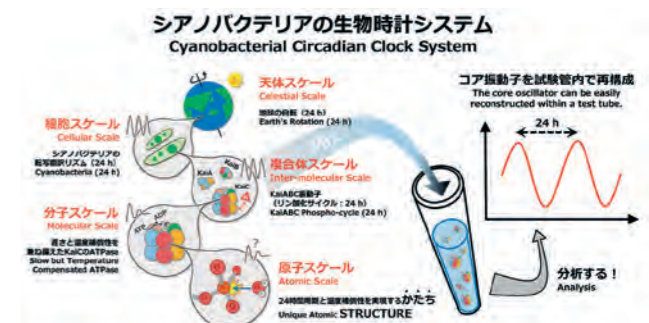 シアノバクテリアの生物時計システム
Cyanobacterial Circadian Clock System
天体スケール
Celestial Scale
地球の自転 (24 h)
Earth's Rotation (24 h)
細胞スケール
Cellular Scale
シアノバクテリアの
転写翻訳リズム (24 h)
Cyanobacteria (24 h)
KaiA
KaiB
KaiC
複合体スケール
Inter-molecular Scale
KaiABC振動子
(リン酸化サイクル:24 h)
KaiABC Phospho-cycle (24 h)
分子スケール
Molecular Scale
遅さと温度補償性を
兼ね備えたKaiCのATPase
Slow but Temperature
Compensated ATPase
ATP
ADP
?
原子スケール
Atomic Scale
24時間周期と温度補償性を実現するかたち
Unique Atomic STRUCTURE
コア振動子を試験管内で再構成
The core oscillator can be easily
reconstructed within a test tube.
24 h
分析する!
Analysis